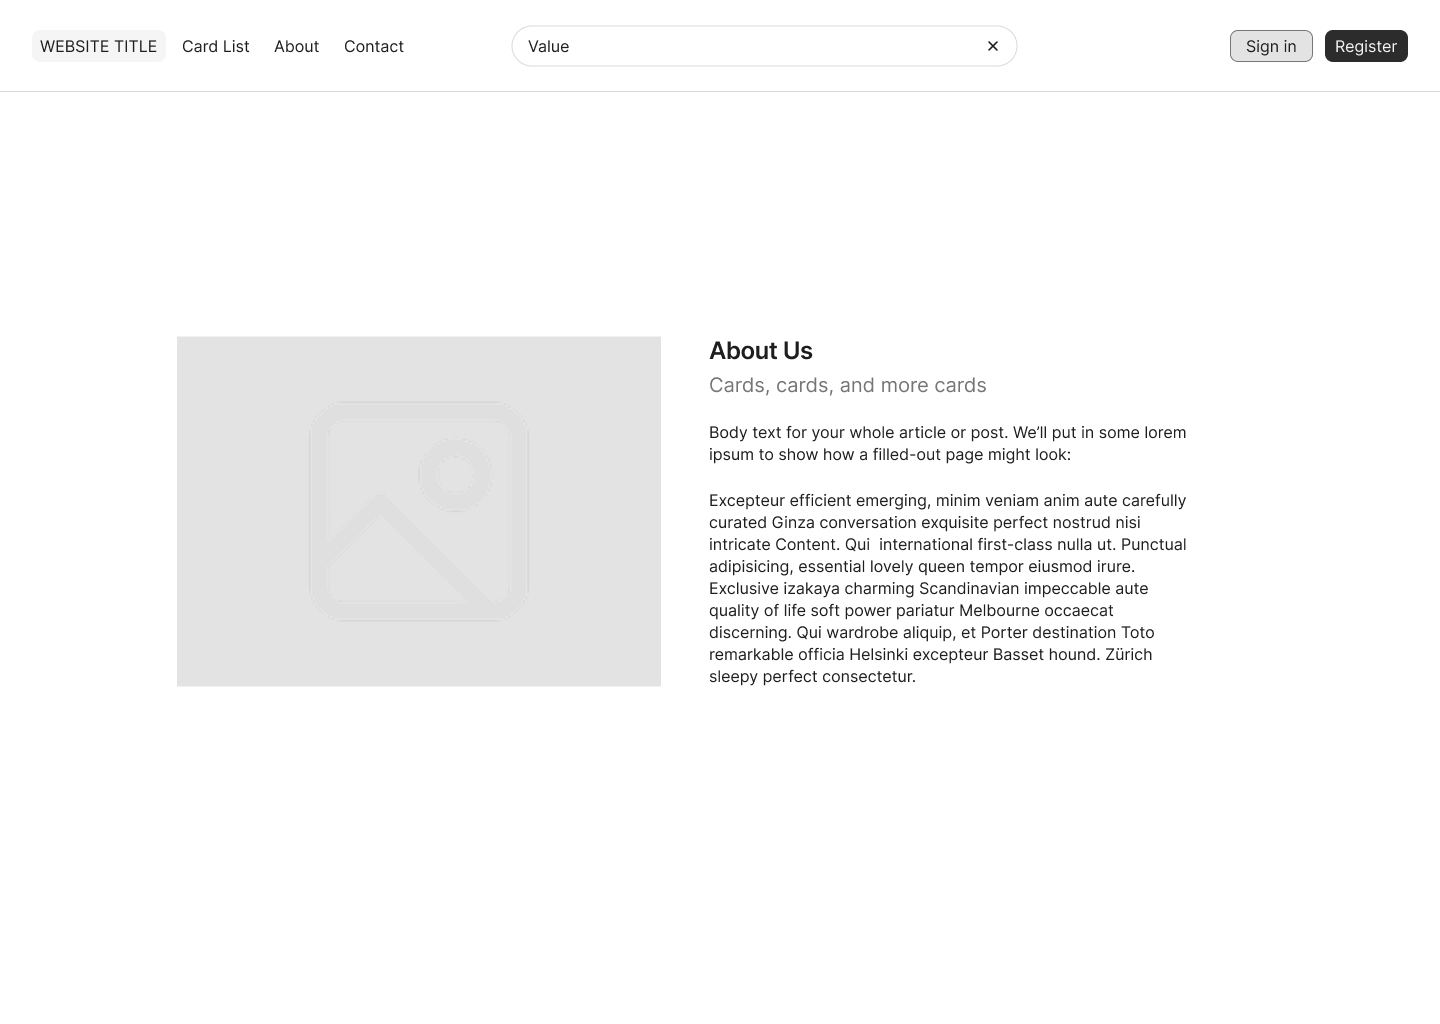 WEBSITE TITLE
Card List
About
Contact
Value
Sign in
Register
About Us
Cards, cards, and more cards
Body text for your whole article or post. We’ll put in some lorem
ipsum to show how a filled-out page might look:
Excepteur efficient emerging, minim veniam anim aute carefully
curated Ginza conversation exquisite perfect nostrud nisi
intricate Content. Qui  international first-class nulla ut. Punctual
adipisicing, essential lovely queen tempor eiusmod irure.
Exclusive izakaya charming Scandinavian impeccable aute
quality of life soft power pariatur Melbourne occaecat
discerning. Qui wardrobe aliquip, et Porter destination Toto
remarkable officia Helsinki excepteur Basset hound. Zürich
sleepy perfect consectetur.